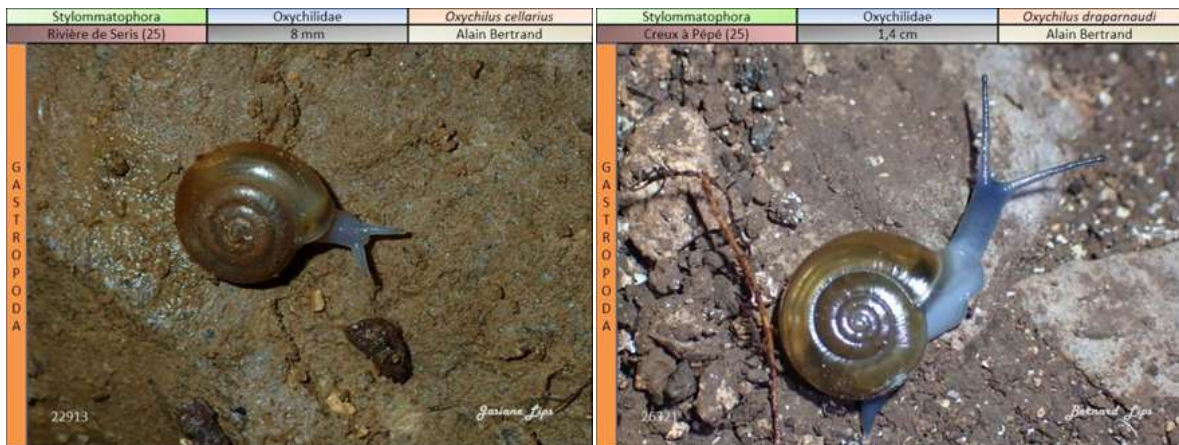 Stylommatophora Oxychilidae Oxychilus cellarius
Rivière de Seris (25) 8 mm Alain Bertrand
GASTROPODA
22913
Josiane Lips
Stylommatophora Oxychilidae Oxychilus draparnaudi
Creux à Pépé (25) 1,4 cm Alain Bertrand
GASTROPODA
26321
Bernard Lips